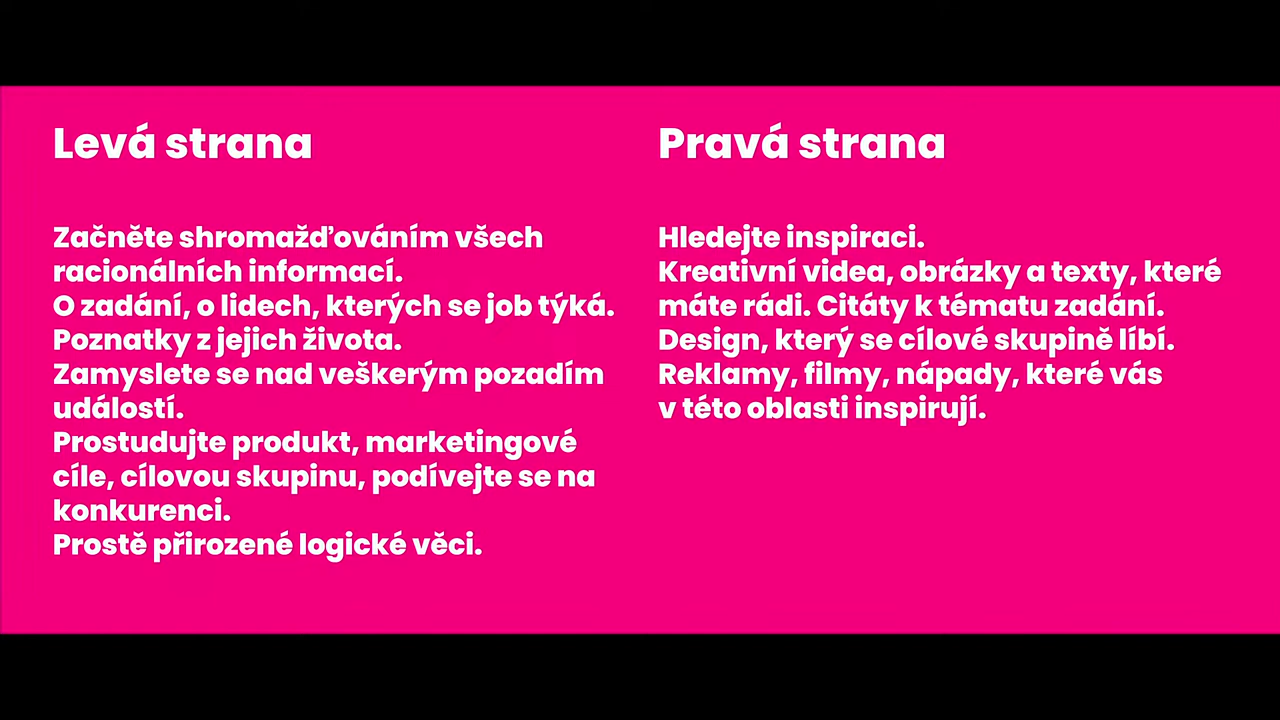 Levá strana
Začněte shromažďováním všech
racionálních informací.
O zadání, o lidech, kterých se job týká.
Poznatky z jejich života.
Zamyslete se nad veškerým pozadím
událostí.
Prostudujte produkt, marketingové
cíle, cílovou skupinu, podívejte se na
konkurenci.
Prostě přirozené logické věci.
Pravá strana
Hledejte inspiraci.
Kreativní videa, obrázky a texty, které
máte rádi. Citáty k tématu zadání.
Design, který se cílové skupině líbí.
Reklamy, filmy, nápady, které vás
v této oblasti inspirují.